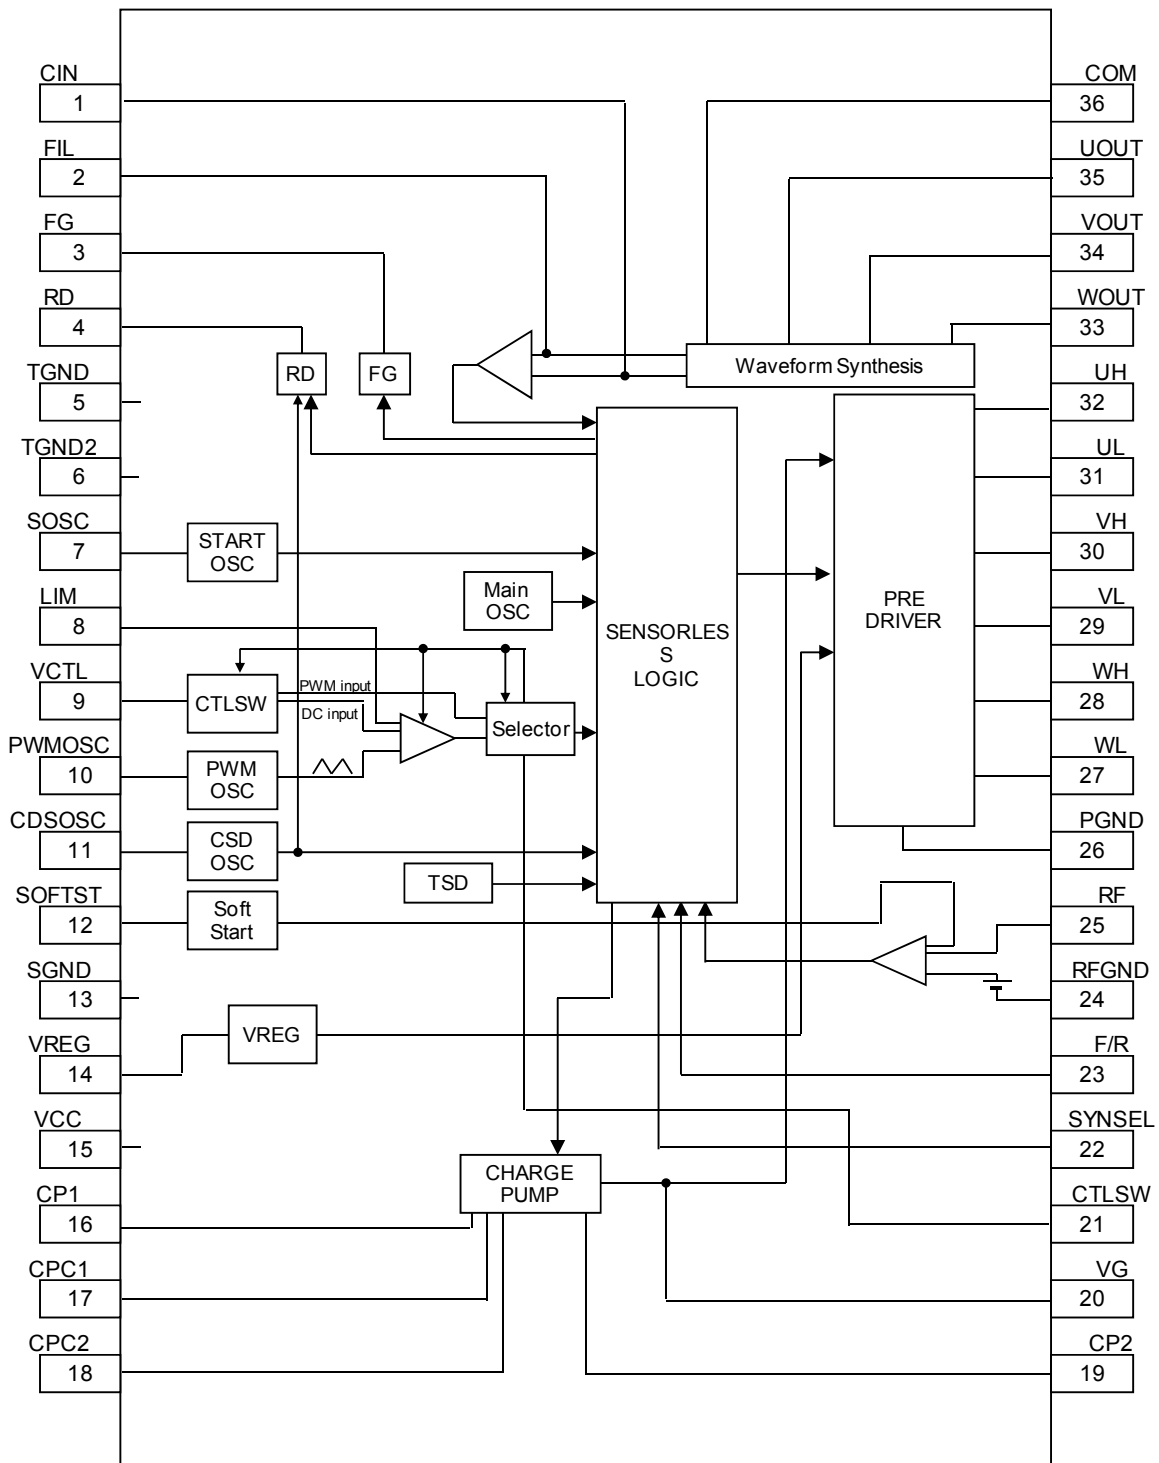 CIN
1
FIL
2
FG
3
RD
4
TGND
5
TGND2
6
SOSC
7
LIM
8
VCTL
9
PWMOSC
10
CDSOSC
11
SOFTST
12
SGND
13
VREG
14
VCC
15
CP1
16
CPC1
17
CPC2
18
RD
FG
START
OSC
Main
OSC
CTLSW
PWM input
DC input
Selector
PWM
OSC
CSD
OSC
TSD
Soft
Start
VREG
CHARGE
PUMP
SENSORLES
S
LOGIC
Waveform Synthesis
PRE
DRIVER
COM
36
UOUT
35
VOUT
34
WOUT
33
UH
32
UL
31
VH
30
VL
29
WH
28
WL
27
PGND
26
RF
25
RFGND
24
F/R
23
SYNSEL
22
CTLSW
21
VG
20
CP2
19